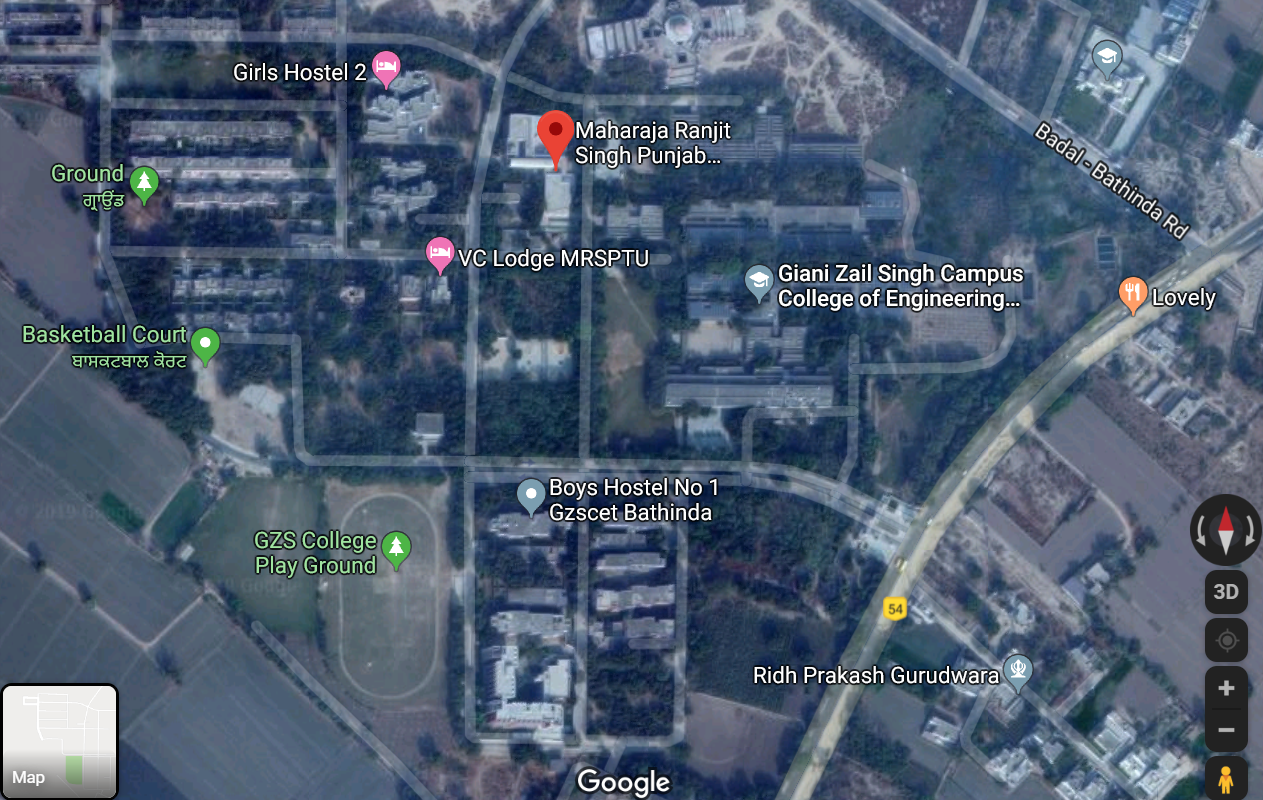 Girls Hostel 2
Maharaja Ranjit
Singh Punjab...
Badal - Bathinda Rd
Ground
ਗ੍ਰਾਉਂਡ
VC Lodge MRSPTU
Giani Zail Singh Campus
College of Engineering...
Lovely
Basketball Court
ਬਾਸਕਟਬਾਲ ਕੋਰਟ
Boys Hostel No 1
Gzscet Bathinda
GZS College
Play Ground
3D
54
Ridh Prakash Gurudwara
Map
Google